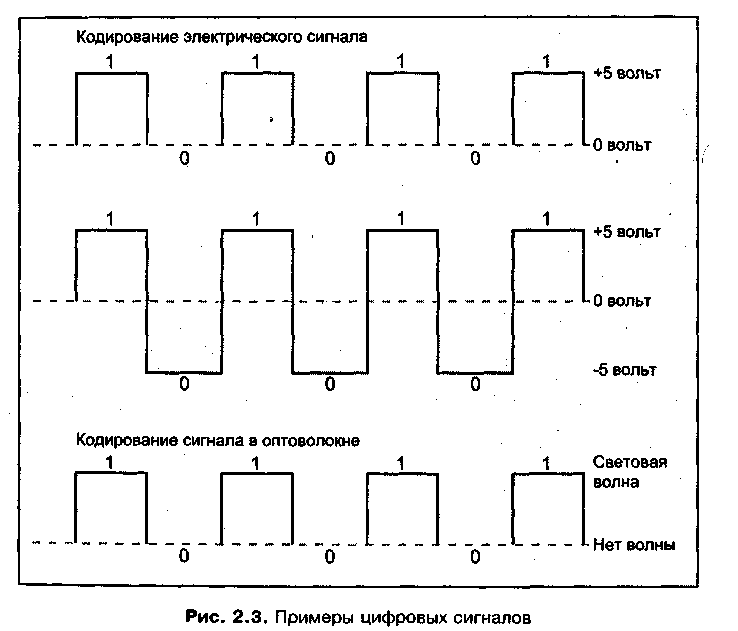 Кодирование электрического сигнала
1 1 1 1 +5 вольт
0 вольт
0 0 0
1 1 1 1
+5 вольт
0 вольт
-5 вольт
0 0 0
Кодирование сигнала в оптоволокне
1 1 1 1 Световая
волна
Нет волны
0 0 0
Рис. 2.3. Примеры цифровых сигналов